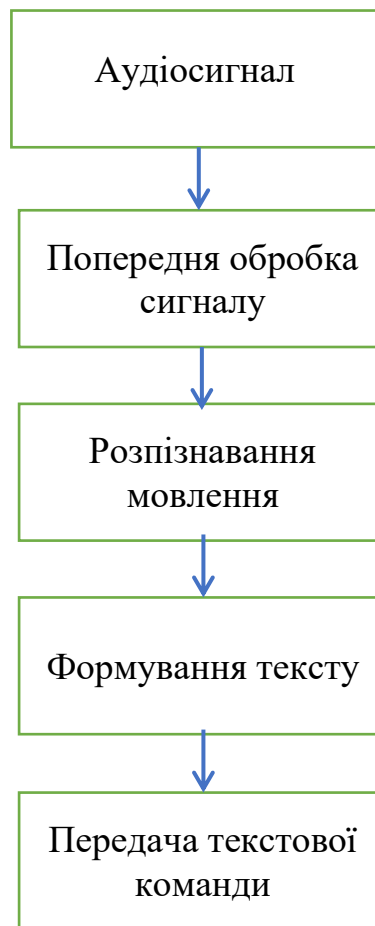 Аудіосигнал
Попередня обробка
сигналу
Розпізнавання
мовлення
Формування тексту
Передача текстової
команди